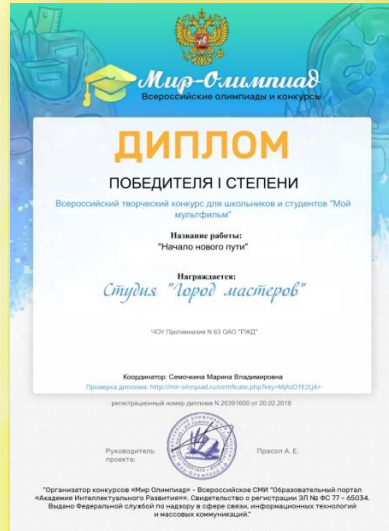 Мир-Олимпиад
Всероссийские олимпиады и конкурсы
ДИПЛОМ
ПОБЕДИТЕЛЯ I СТЕПЕНИ
Всероссийский творческий конкурс для школьников и студентов "Мой
мультфильм"
Название работы:
"Начало нового пути"
Награждается:
Студия "Город мастеров"
ЧОУ Прогимназия N 63 ОАО "РЖД"
Координатор: Семочкина Марина Владимировна
Проверка диплома: http://mir-olimpiad.ru/certificate.php?key=MjAzOTE2IJA=
регистрационный номер диплома N 20391600 от 20.02.2018
Руководитель
проекта:
Прасол А. Е.
"Организатор конкурсов «Мир Олимпиад» - Всероссийское СМИ "Образовательный портал
«Академия Интеллектуального Развития». Свидетельство о регистрации ЭЛ № ФС 77 - 65034.
Выдано Федеральной службой по надзору в сфере связи, информационных технологий
и массовых коммуникаций."